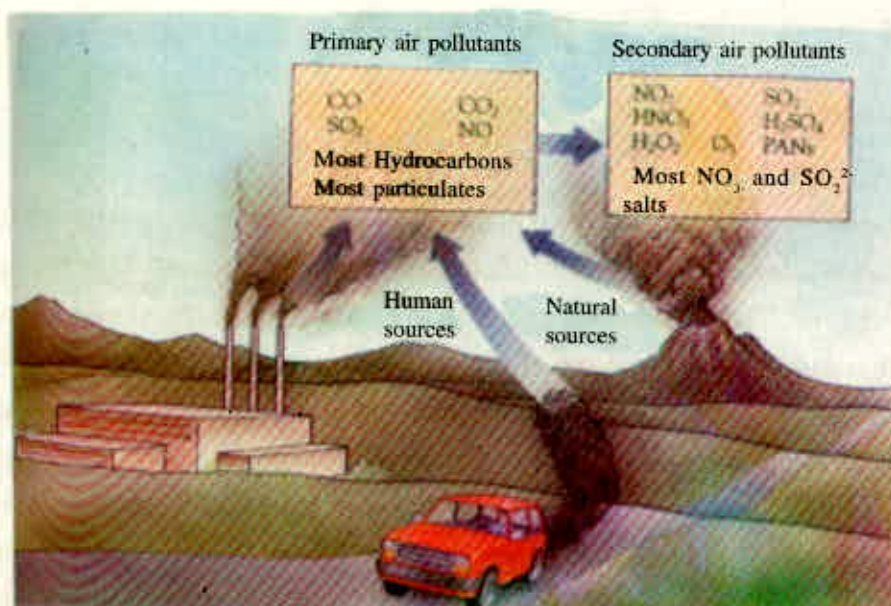 Primary air pollutants
CO CO₂
SO₂ NO
Most Hydrocarbons
Most particulates
Secondary air pollutants
NO₂ SO₂
HNO₃ H₂SO₄
H₂O₂ O₃ PANs
Most NO₃ and SO₂²⁻
salts
Human
sources
Natural
sources